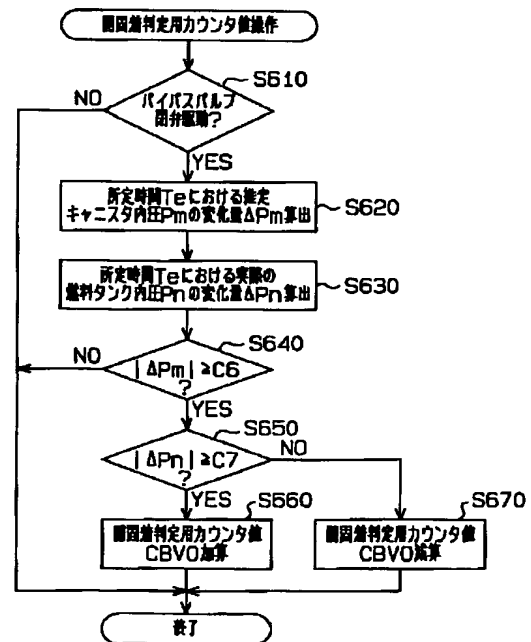 開固着判定用カウンタ値操作
S610
バイパスバルブ
閉弁駆動?
NO
YES
所定時間Teにおける推定
キャニスタ内圧Pmの変化量ΔPm算出
S620
所定時間Teにおける実際の
燃料タンク内圧Pnの変化量ΔPn算出
S630
S640
NO
|ΔPm|≧C6
?
YES
S650
NO
|ΔPn|≧C7
?
YES
S660
S670
開固着判定用カウンタ値
CBVO加算
開固着判定用カウンタ値
CBVO減算
終了